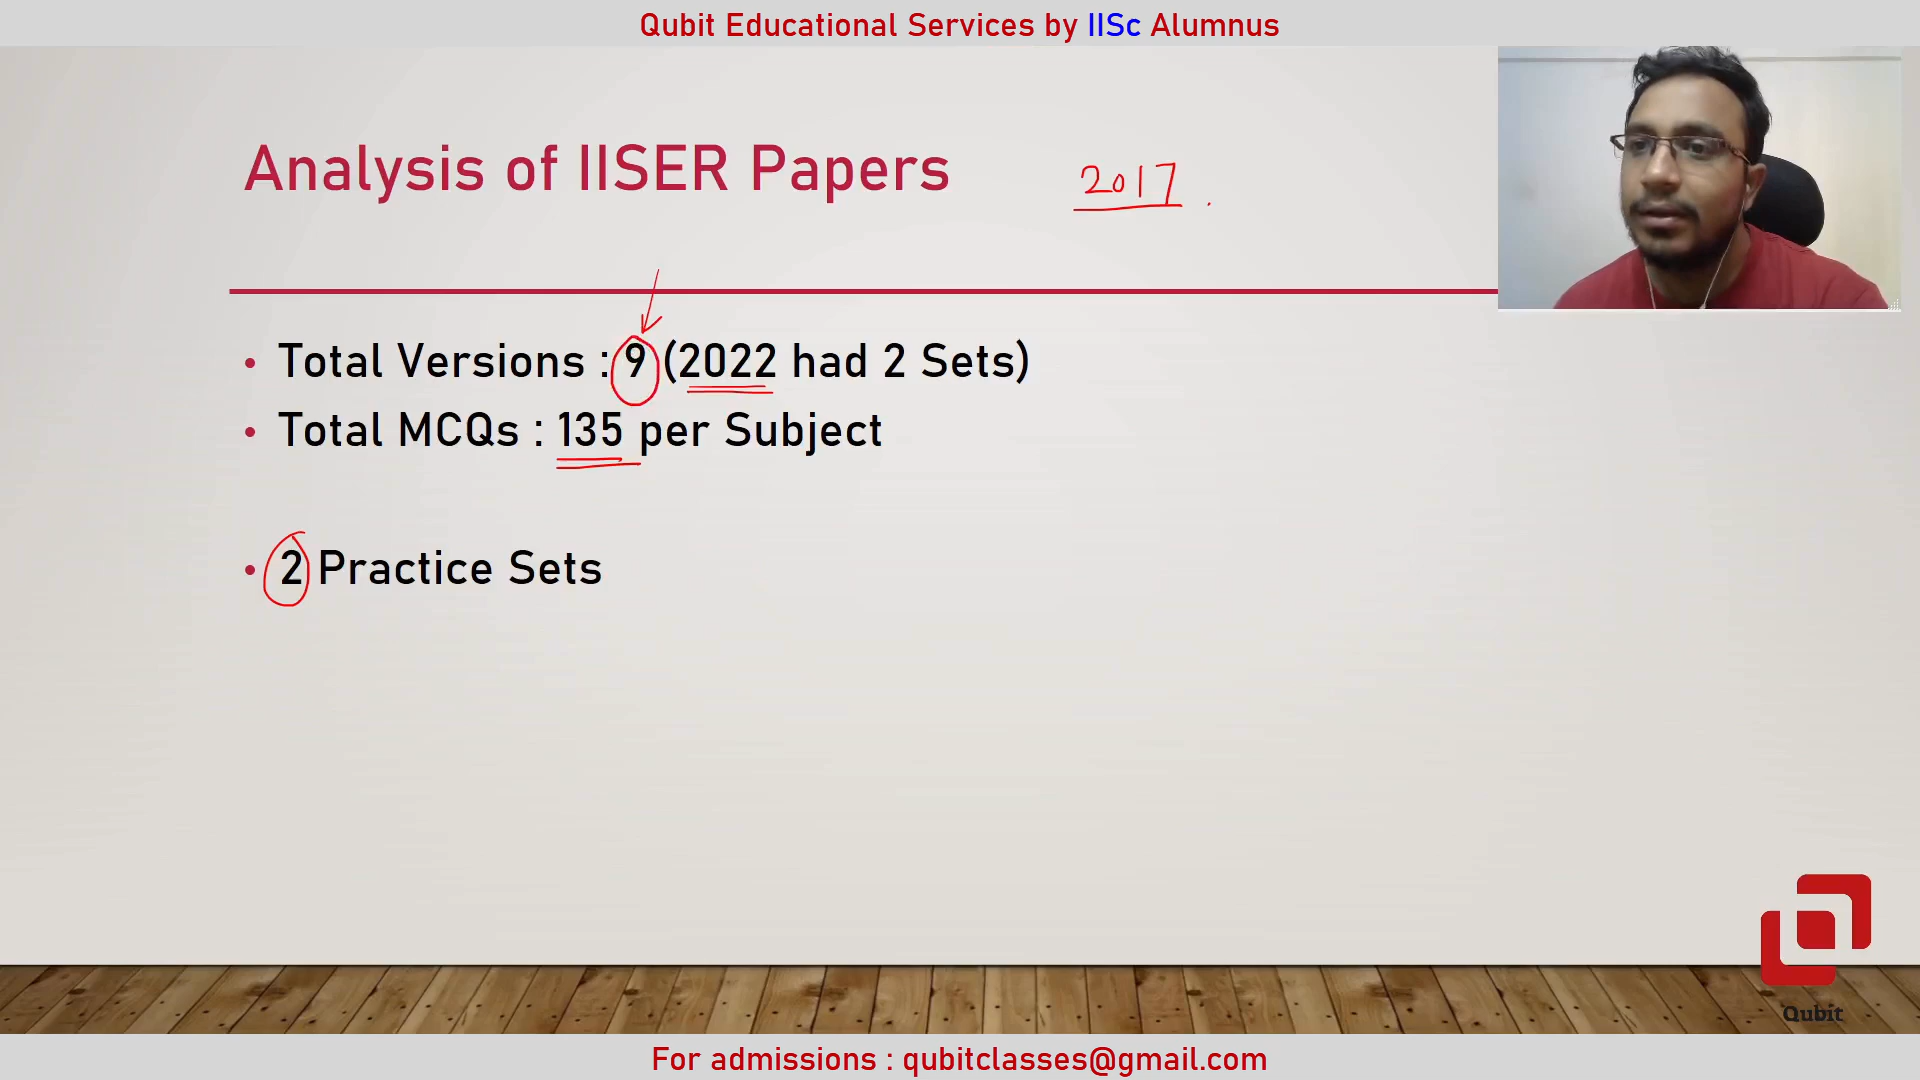 Qubit Educational Services by IISc Alumnus
Analysis of IISER Papers
2017
• Total Versions : 9 (2022 had 2 Sets)
• Total MCQs : 135 per Subject
• 2 Practice Sets
Qubit
For admissions : qubitclasses@gmail.com